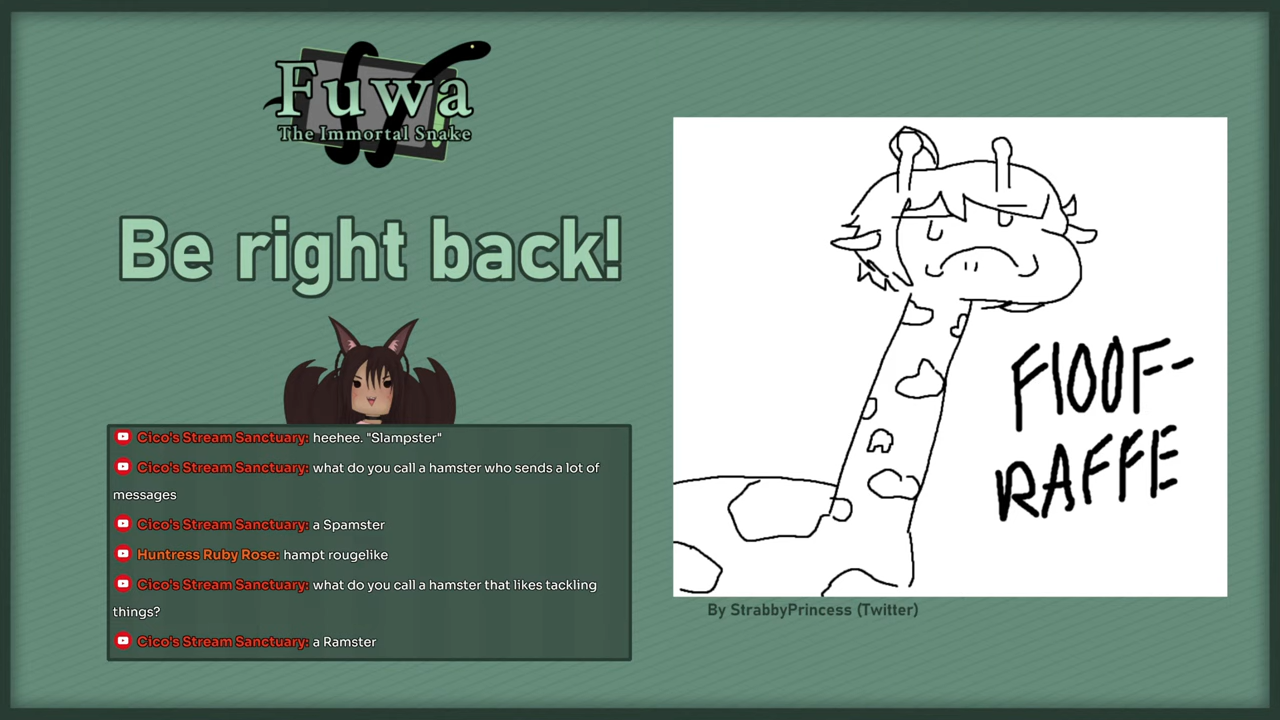 Fuwa
The Immortal Snake
Be right back!
Cico's Stream Sanctuary: heehee. "Slampster"
Cico's Stream Sanctuary: what do you call a hamster who sends a lot of
messages
Cico's Stream Sanctuary: a Spamster
Huntress Ruby Rose: hampt rougelike
Cico's Stream Sanctuary: what do you call a hamster that likes tackling
things?
Cico's Stream Sanctuary: a Ramster
FlOOF-
RAFFE
By StrabbyPrincess (Twitter)